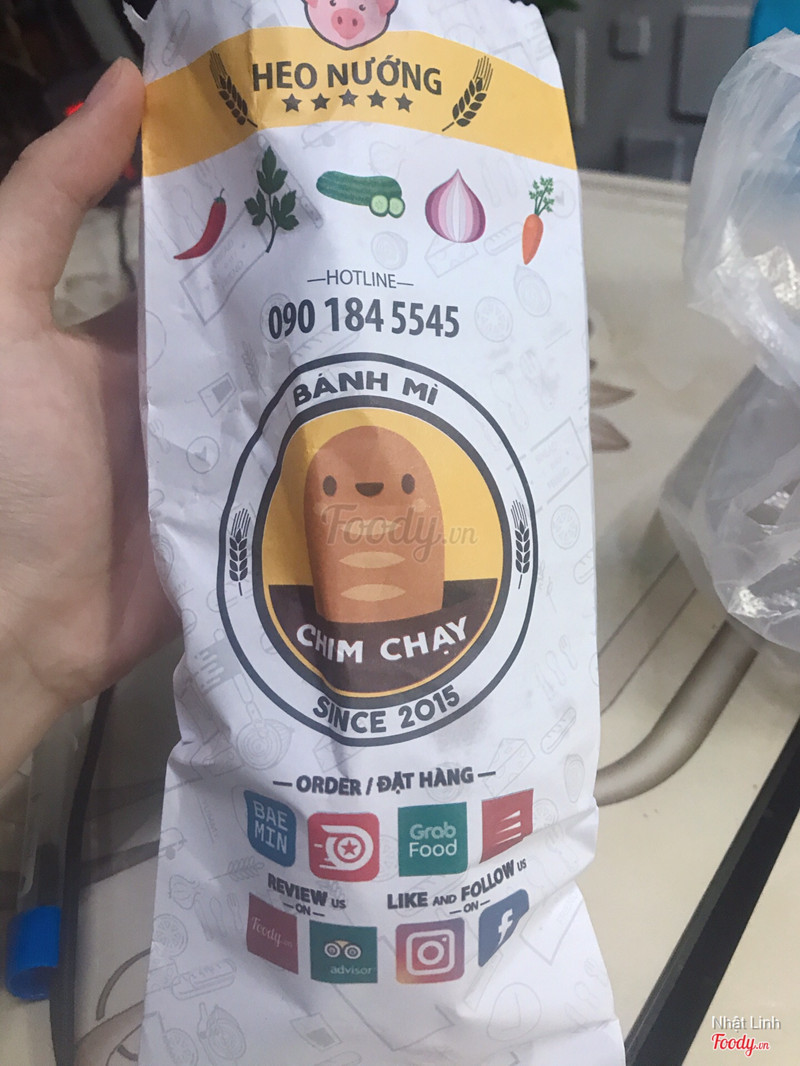 HEO NƯỚNG
—HOTLINE—
090 184 5545
BÁNH MÌ
Foody.vn
CHIM CHẠY
SINCE 2015
— ORDER / ĐẶT HÀNG —
BAE
MIN
Grab
Food
REVIEW US
— ON —
LIKE AND FOLLOW US
— ON —
Foody.vn
advisor
Nhật Linh
Foody.vn